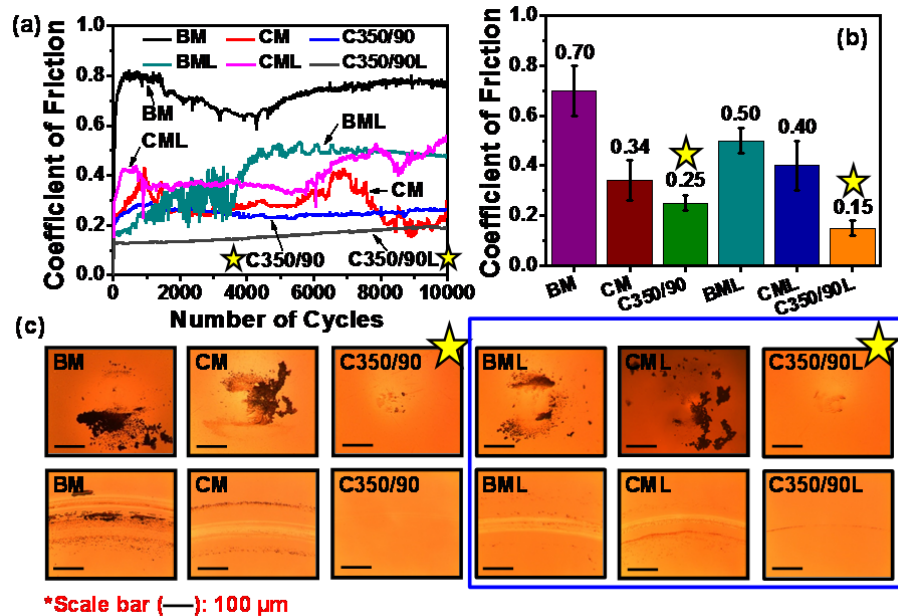 (a)
BM CM C350/90
BML CML C350/90L
BM
CML
BML
CM
C350/90
C350/90L
1.0
0.8
0.6
0.4
0.2
0.0
0 2000 4000 6000 8000 10000
Coefficient of Friction
Number of Cycles
(b)
0.70
0.34
0.25
0.50
0.40
0.15
0.8
0.6
0.4
0.2
0.0
Coefficient of Friction
BM CM C350/90 BML CML C350/90L
(c)
BM CM C350/90 BML CML C350/90L
BM CM C350/90 BML CML C350/90L
*Scale bar (—): 100 µm